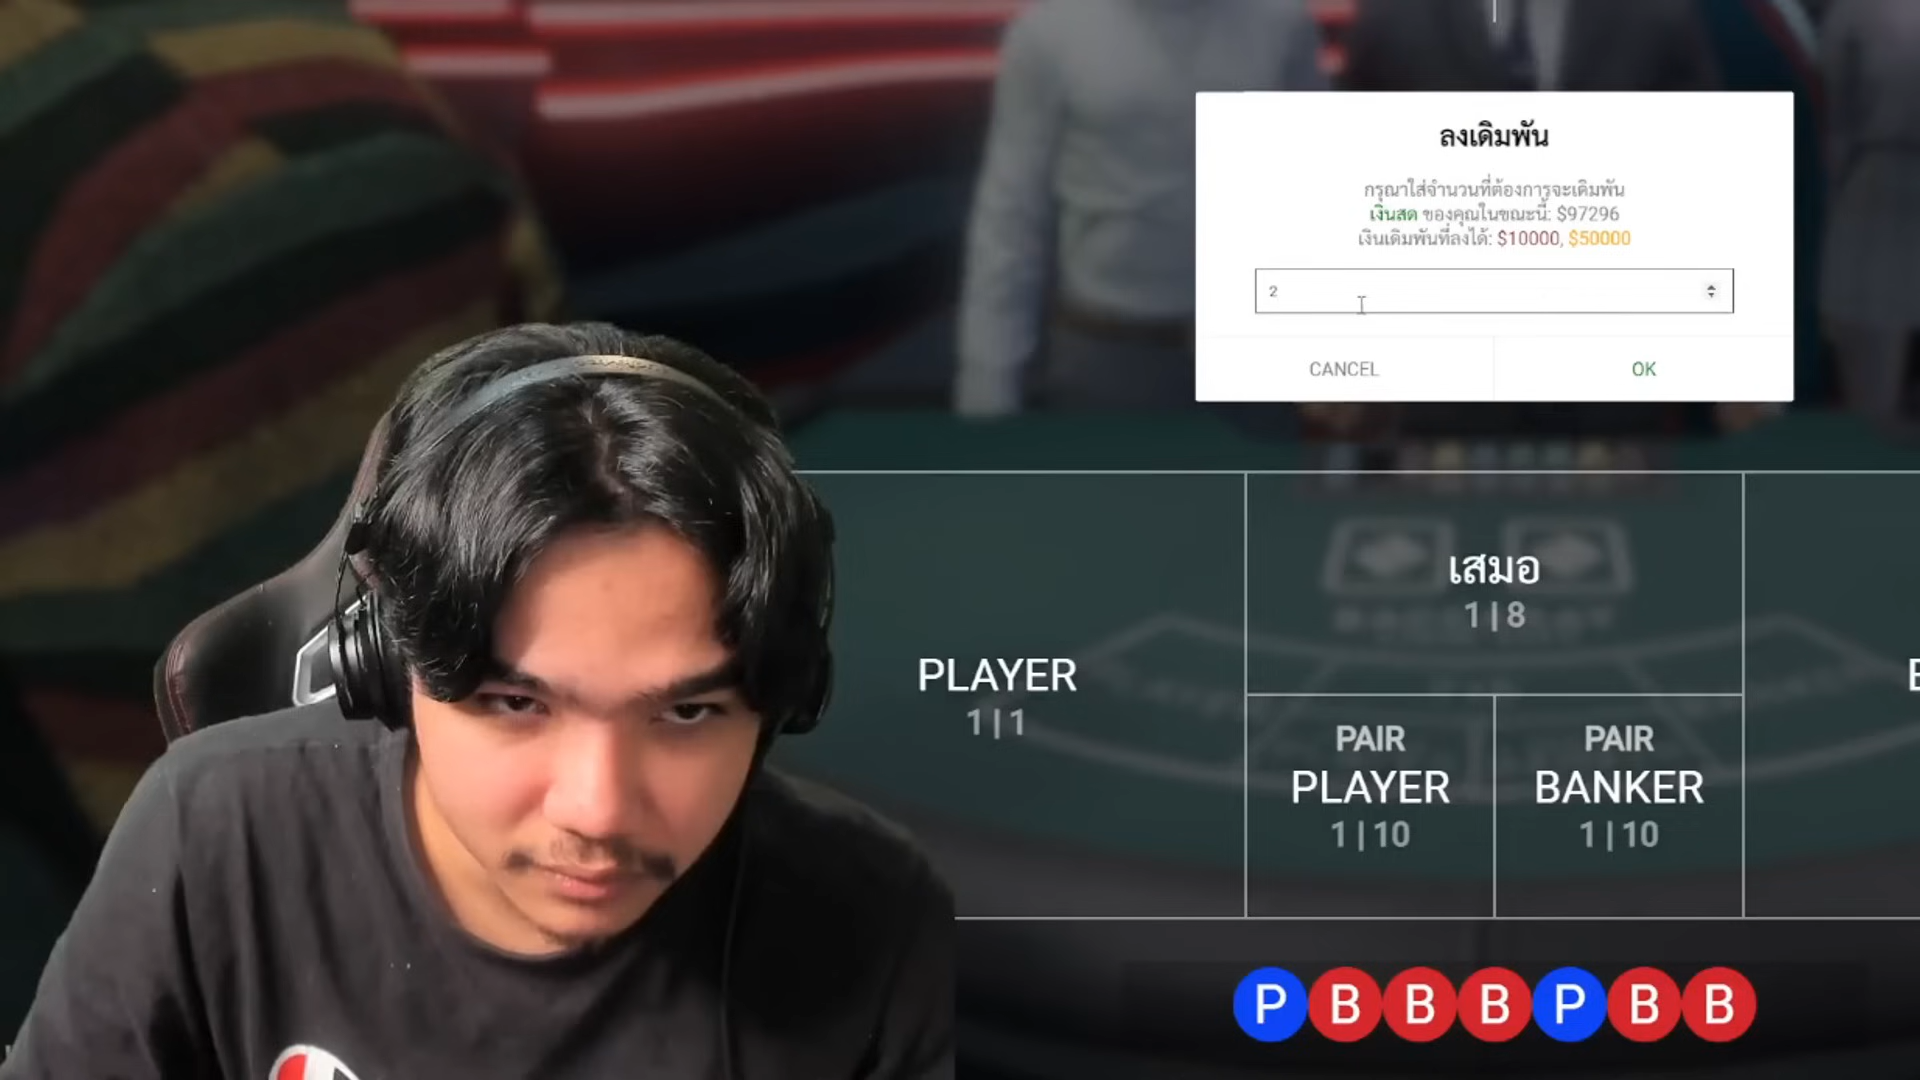 ลงเดิมพัน
กรุณาใส่จำนวนที่ต้องการจะเดิมพัน
เงินสด ของคุณในขณะนี้: $97296
เงินเดิมพันที่ลงได้: $10000, $50000
2
CANCEL
OK
เสมอ
1|8
PLAYER
1|1
PAIR
PLAYER
1|10
PAIR
BANKER
1|10
P B B B P B B